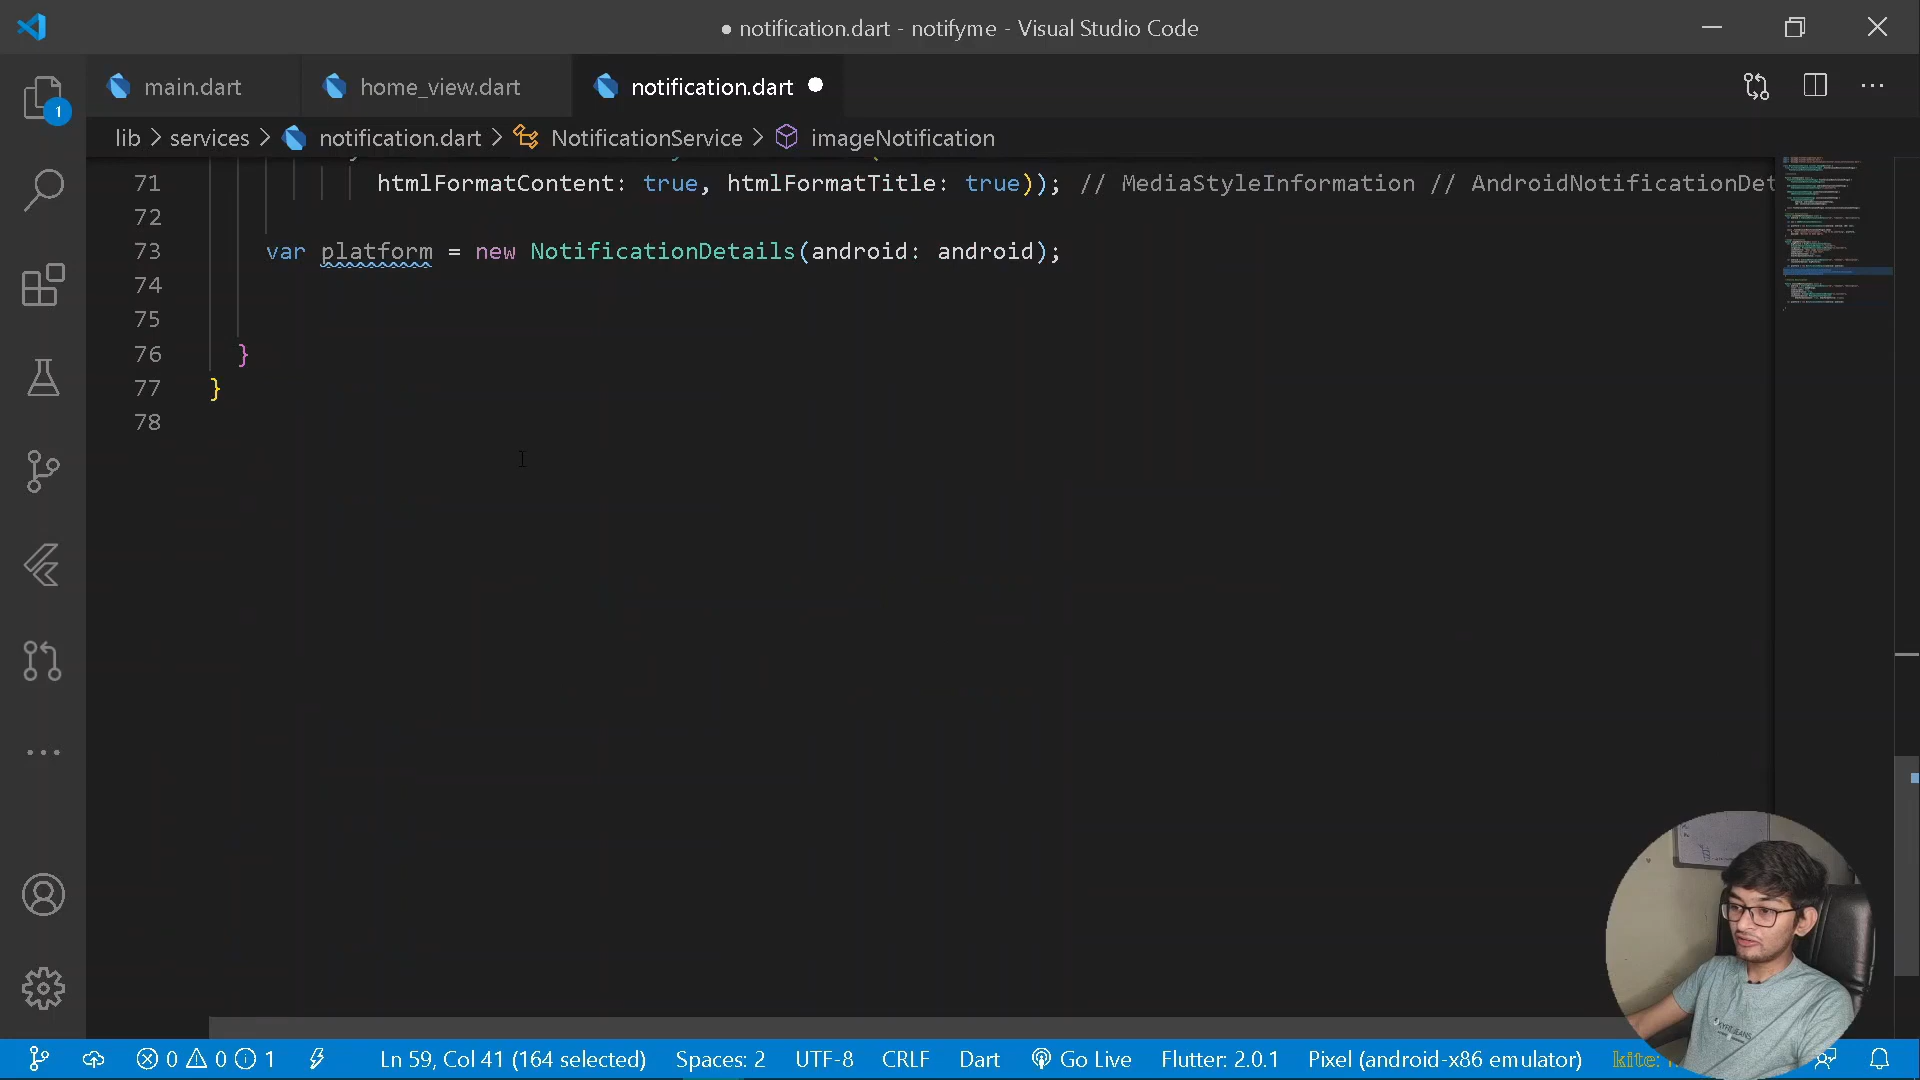 ● notification.dart - notifyme - Visual Studio Code
main.dart
home_view.dart
notification.dart
lib > services > notification.dart > NotificationService > imageNotification
71 htmlFormatContent: true, htmlFormatTitle: true)); // MediaStyleInformation // AndroidNotificationDet
72
73 var platform = new NotificationDetails(android: android);
74
75
76 }
77 }
78
1
0 0 1 Ln 59, Col 41 (164 selected) Spaces: 2 UTF-8 CRLF Dart Go Live Flutter: 2.0.1 Pixel (android-x86 emulator) kite: